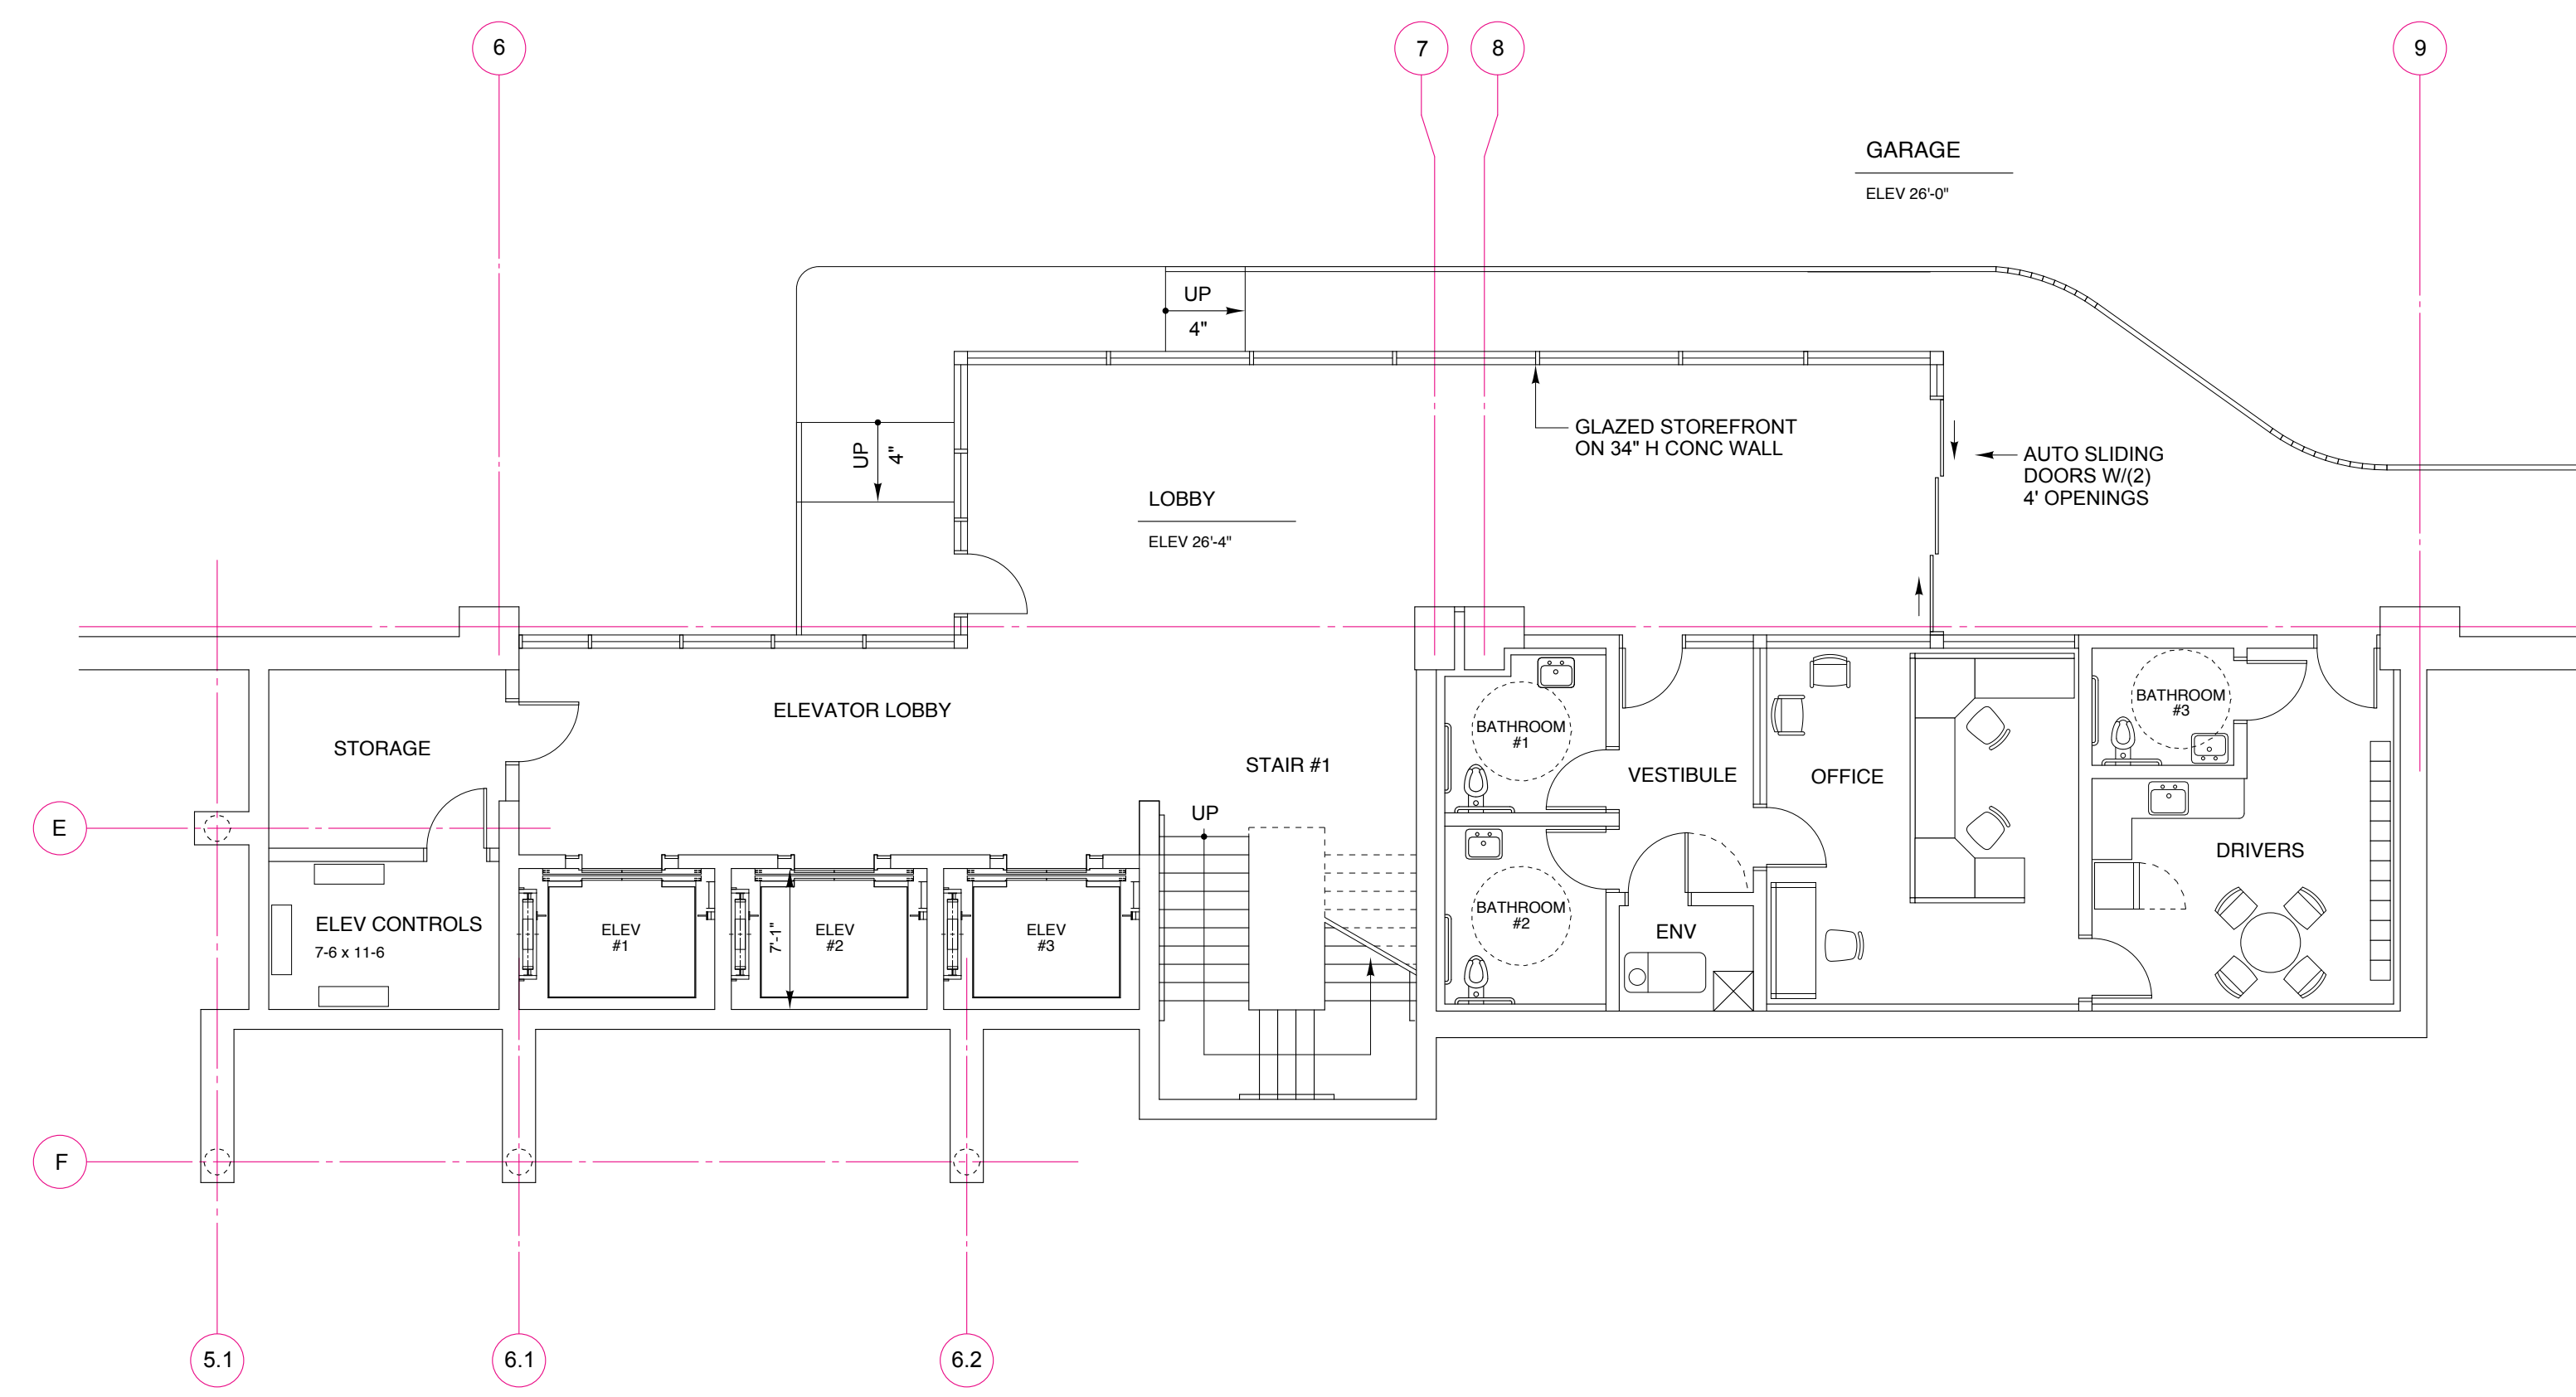 6
7
8
9
GARAGE
ELEV 26'-0"
UP
4"
UP
4"
GLAZED STOREFRONT
ON 34" H CONC WALL
AUTO SLIDING
DOORS W/(2)
4' OPENINGS
LOBBY
ELEV 26'-4"
ELEVATOR LOBBY
STORAGE
STAIR #1
UP
BATHROOM
#1
VESTIBULE
OFFICE
BATHROOM
#3
E
DRIVERS
ELEV CONTROLS
7-6 x 11-6
ELEV
#1
7'-1"
ELEV
#2
ELEV
#3
BATHROOM
#2
ENV
F
5.1
6.1
6.2